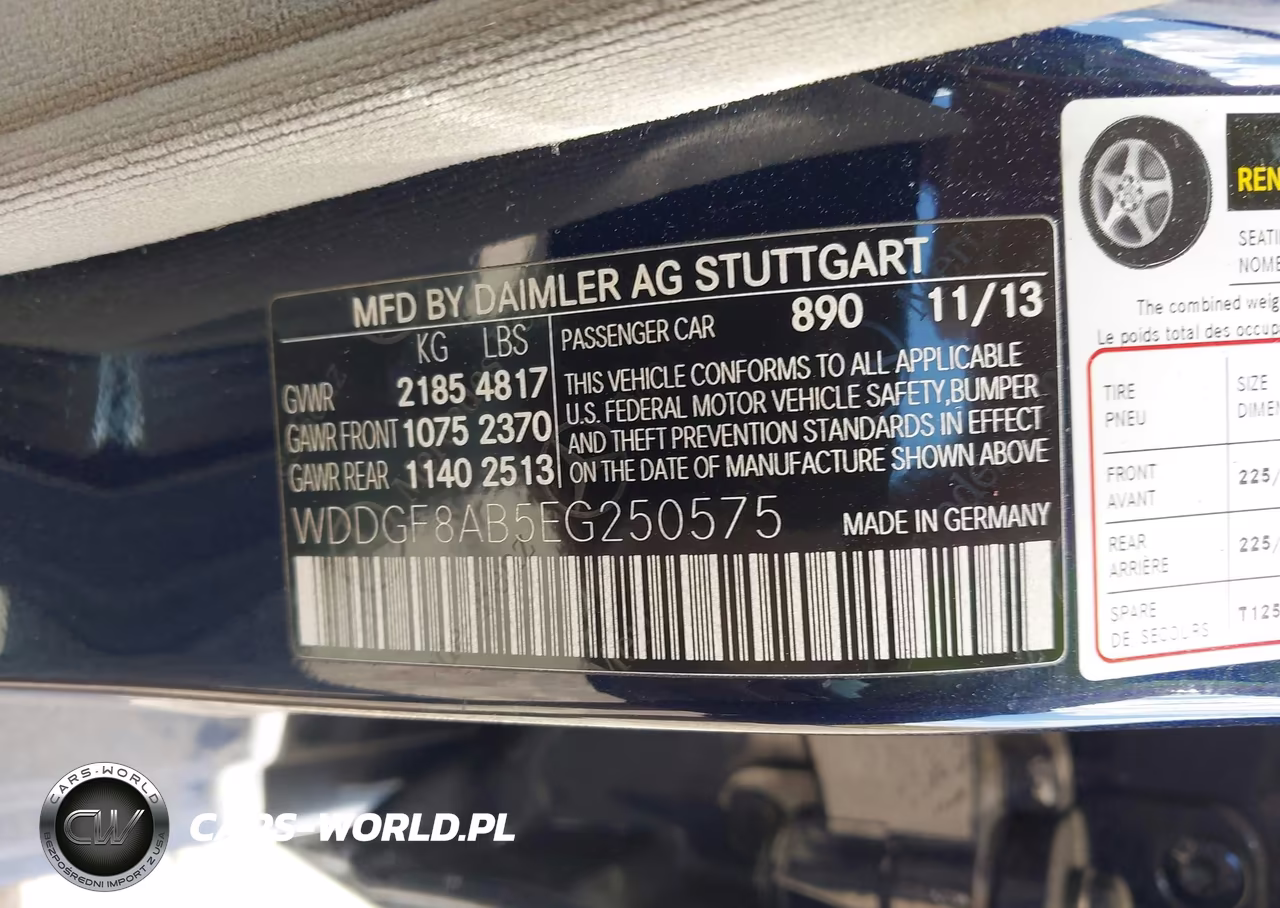 MFD BY DAIMLER AG STUTTGART
KG LBS
GVWR 2185 4817
GAWR FRONT 1075 2370
GAWR REAR 1140 2513
PASSENGER CAR 890 11/13
THIS VEHICLE CONFORMS TO ALL APPLICABLE
U.S. FEDERAL MOTOR VEHICLE SAFETY,BUMPER
AND THEFT PREVENTION STANDARDS IN EFFECT
ON THE DATE OF MANUFACTURE SHOWN ABOVE
WDDGF8AB5EG250575 MADE IN GERMANY
REN
SEATI
NOMB
The combined weig
Le poids total des occup
TIRE
PNEU
SIZE
DIMEN
FRONT
AVANT
225/
REAR
ARRIÈRE
225/
SPARE
DE SECOURS
T125
CARS-WORLD
CW
BEZPOŚREDNI IMPORT Z USA
CARS-WORLD.PL